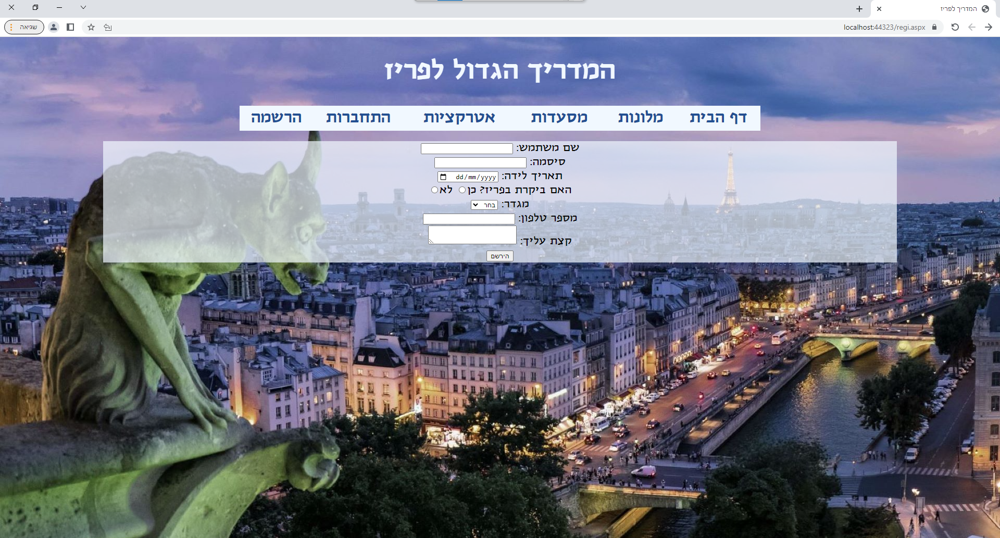 המדריך לפריז
localhost:44323/regi.aspx
שגיאה
המדריך הגדול לפריז
דף הבית מלונות מסעדות אטרקציות התחברות הרשמה
שם משתמש:
סיסמה:
תאריך לידה: dd/mm/yyyy
האם ביקרת בפריז? כן לא
מגדר: בחר
מספר טלפון:
קצת עליך:
הירשם